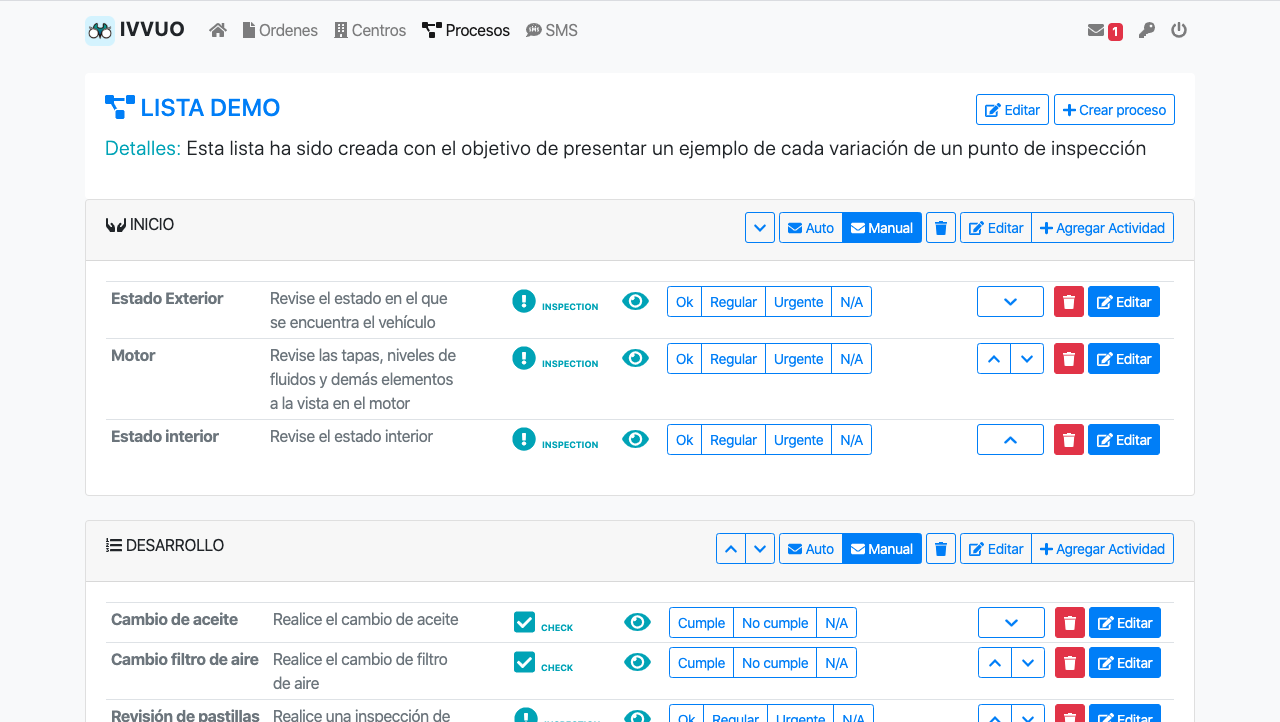 IVVUO Ordenes Centros Procesos SMS 1
LISTA DEMO Editar Crear proceso
Detalles: Esta lista ha sido creada con el objetivo de presentar un ejemplo de cada variación de un punto de inspección
INICIO Auto Manual Editar Agregar Actividad
Estado Exterior Revise el estado en el que INSPECTION Ok Regular Urgente N/A Editar
se encuentra el vehículo
Motor Revise las tapas, niveles de INSPECTION Ok Regular Urgente N/A Editar
fluidos y demás elementos
a la vista en el motor
Estado interior Revise el estado interior INSPECTION Ok Regular Urgente N/A Editar
DESARROLLO Auto Manual Editar Agregar Actividad
Cambio de aceite Realice el cambio de aceite CHECK Cumple No cumple N/A Editar
Cambio filtro de aire Realice el cambio de filtro CHECK Cumple No cumple N/A Editar
de aire
Revisión de pastillas Realice una inspección de INSPECTION Ok Regular Urgente N/A Editar